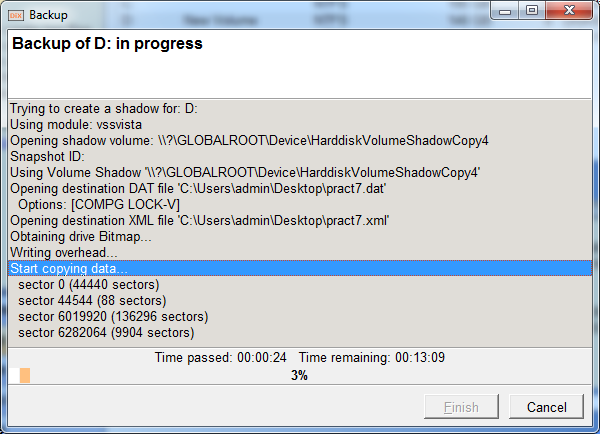 Backup
New Volume
NTFS
Backup of D: in progress
Trying to create a shadow for: D:
Using module: vssvista
Opening shadow volume: \\?\GLOBALROOT\Device\HarddiskVolumeShadowCopy4
Snapshot ID:
Using Volume Shadow '\\?\GLOBALROOT\Device\HarddiskVolumeShadowCopy4'
Opening destination DAT file 'C:\Users\admin\Desktop\pract7.dat'
Options: [COMPG LOCK-V]
Opening destination XML file 'C:\Users\admin\Desktop\pract7.xml'
Obtaining drive Bitmap...
Writing overhead...
Start copying data...
sector 0 (44440 sectors)
sector 44544 (88 sectors)
sector 6019920 (136296 sectors)
sector 6282064 (9904 sectors)
Time passed: 00:00:24 Time remaining: 00:13:09
3%
Finish Cancel